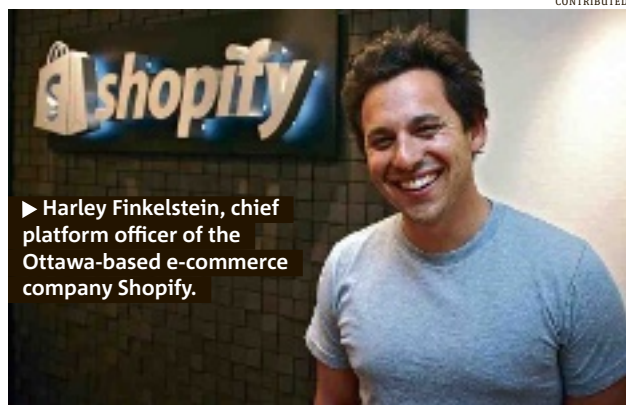 CONTRIBUTED
shopify
▶ Harley Finkelstein, chief
platform officer of the
Ottawa-based e-commerce
company Shopify.